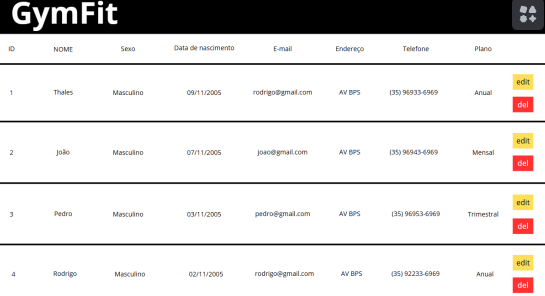 GymFit
ID NOME Sexo Data de nascimento E-mail Endereço Telefone Plano
edit
1 Thales Masculino 09/11/2005 rodrigo@gmail.com AV BPS (35) 96933-6969 Anual
del
edit
2 João Masculino 07/11/2005 joao@gmail.com AV BPS (35) 96943-6969 Mensal
del
edit
3 Pedro Masculino 03/11/2005 pedro@gmail.com AV BPS (35) 96953-6969 Trimestral
del
edit
4 Rodrigo Masculino 02/11/2005 rodrigo@gmail.com AV BPS (35) 92233-6969 Anual
del